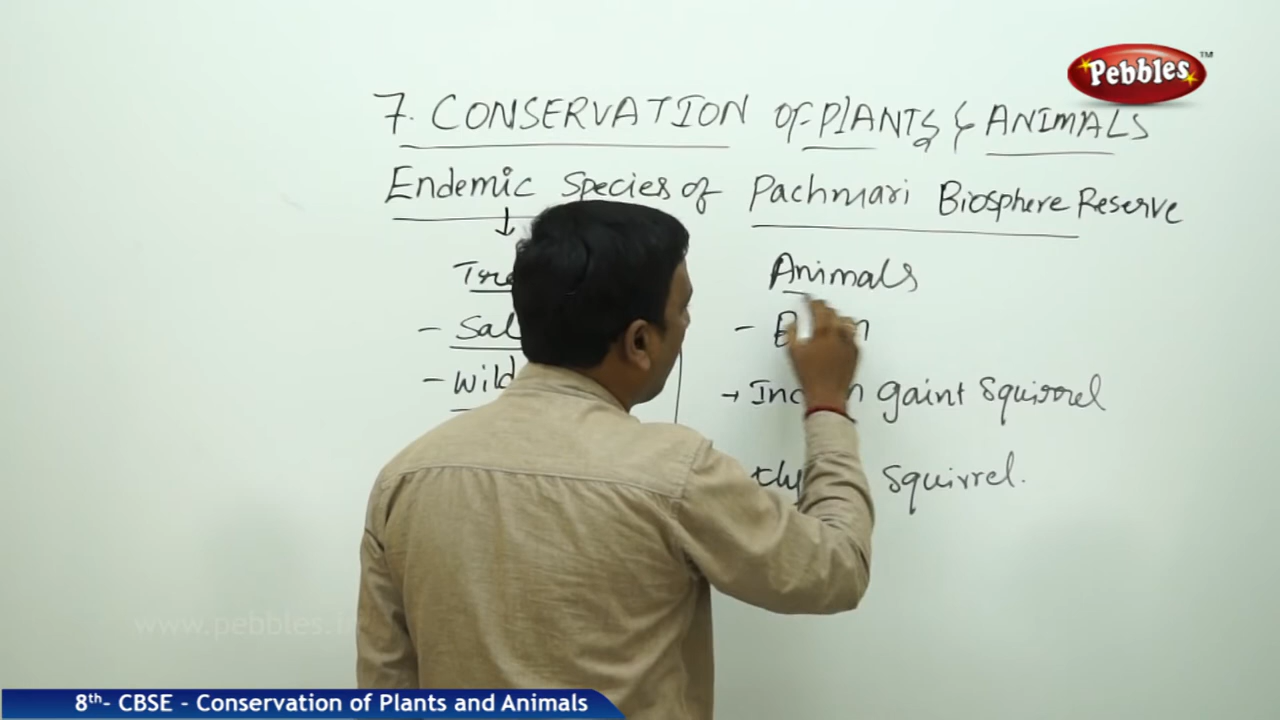 Pebbles TM
7. CONSERVATION OF PLANTS & ANIMALS
Endemic Species of Pachmari Biosphere Reserve
Animals
- Sal
- Wild
→ gaint Squirrel
Squirrel.
www.pebbles.i
8th- CBSE - Conservation of Plants and Animals